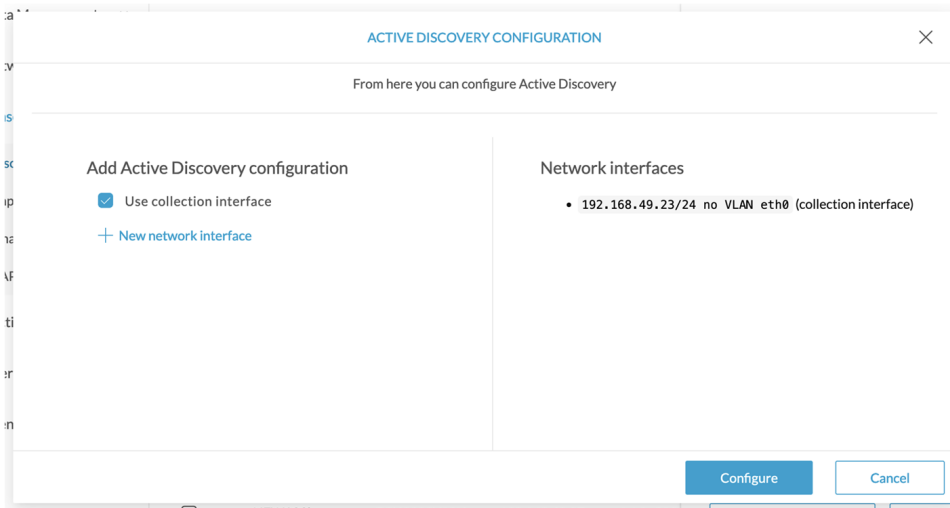 ACTIVE DISCOVERY CONFIGURATION
From here you can configure Active Discovery
Add Active Discovery configuration
Use collection interface
New network interface
Network interfaces
• 192.168.49.23/24 no VLAN eth0 (collection interface)
Configure
Cancel